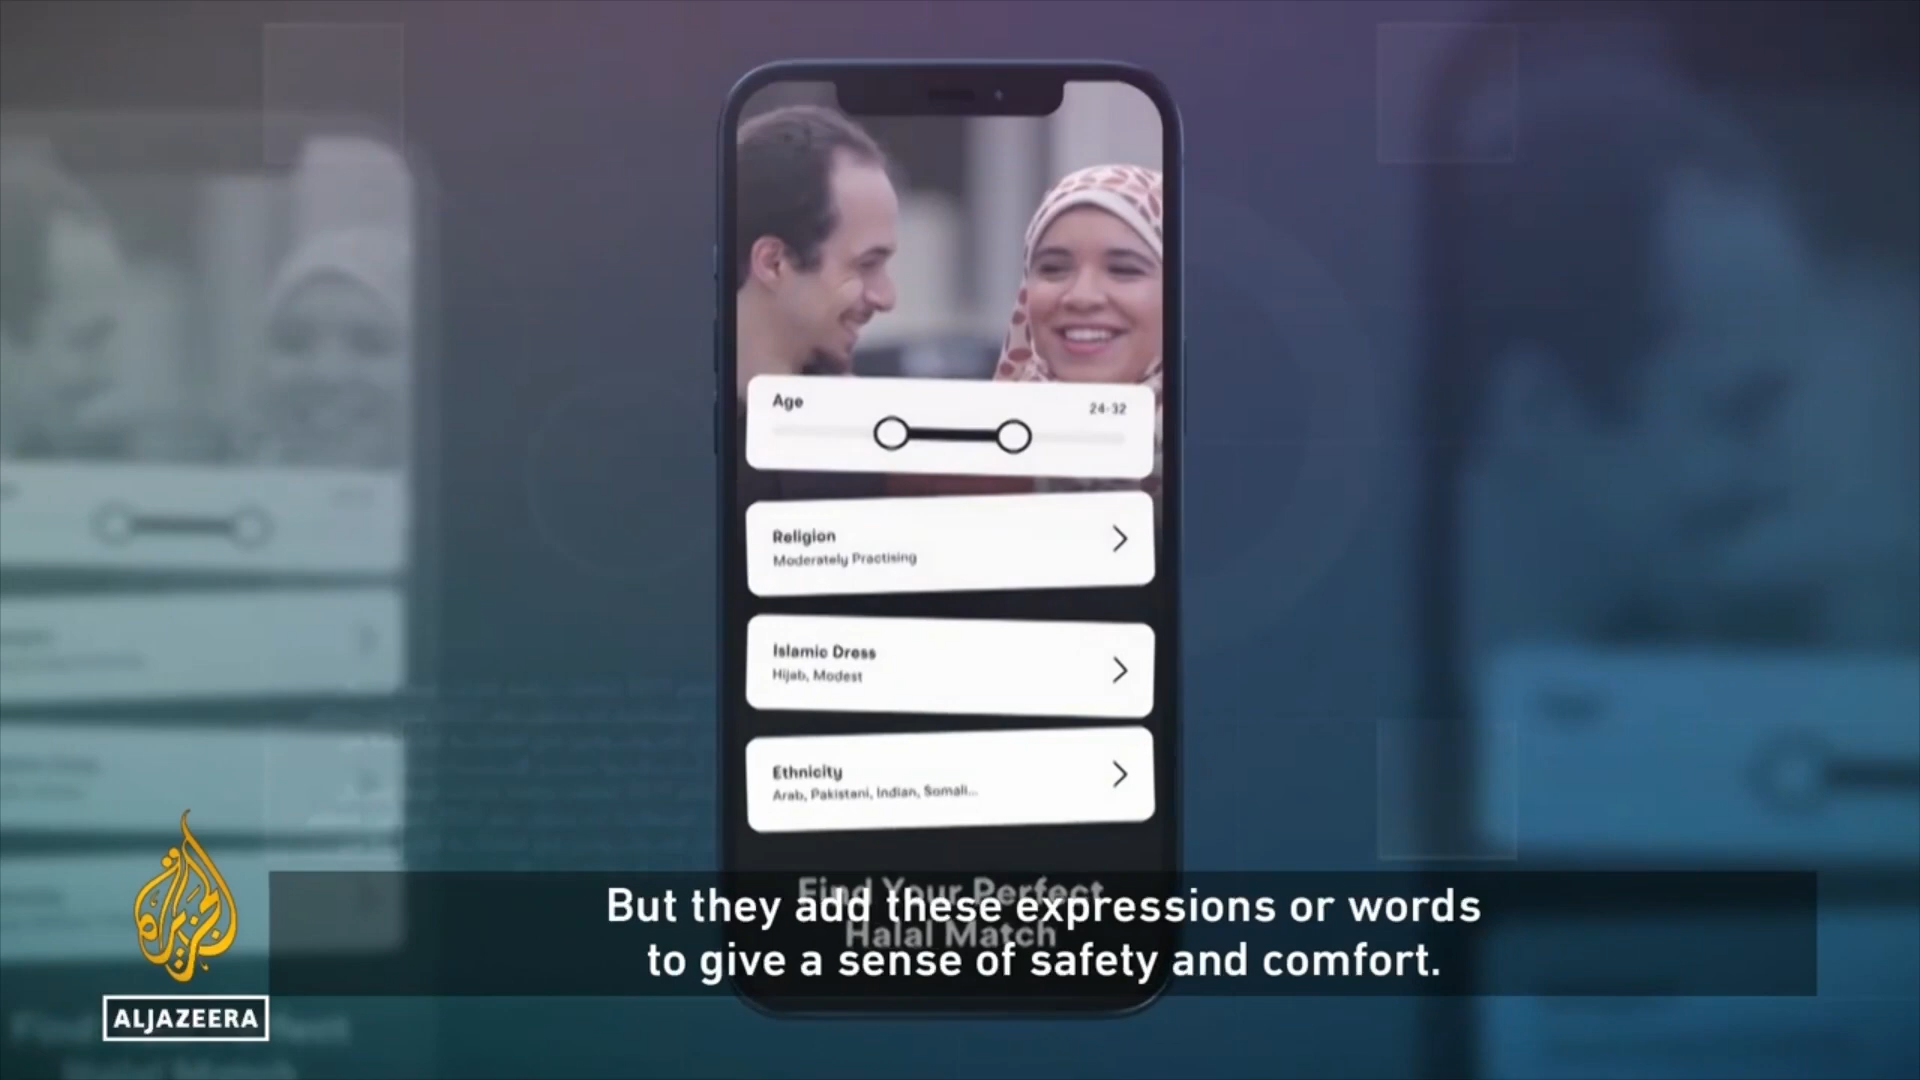 Age
24-32
Religion
Moderately Practising
Islamic Dress
Hijab, Modest
Ethnicity
Arab, Pakistani, Indian, Somali...
Find Your Perfect
Halal Match
But they add these expressions or words
to give a sense of safety and comfort.
الجزيرة
ALJAZEERA